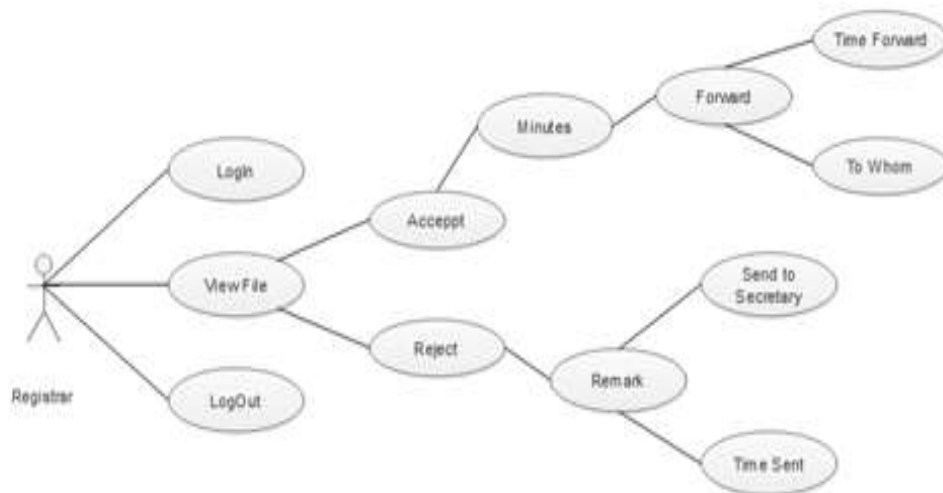 Time Forward
Forward
Minutes
To Whom
LogIn
Acceppt
Send to
Secretary
View File
Reject
Remark
Registrar
LogOut
Time Sent